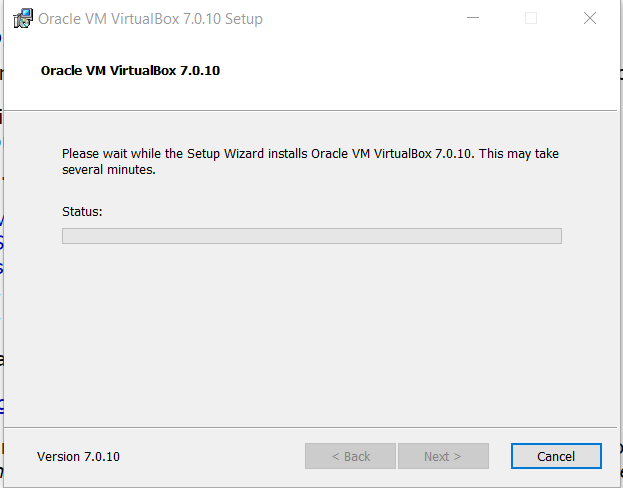 Oracle VM VirtualBox 7.0.10 Setup
Oracle VM VirtualBox 7.0.10
Please wait while the Setup Wizard installs Oracle VM VirtualBox 7.0.10. This may take
several minutes.
Status:
Version 7.0.10
< Back
Next >
Cancel